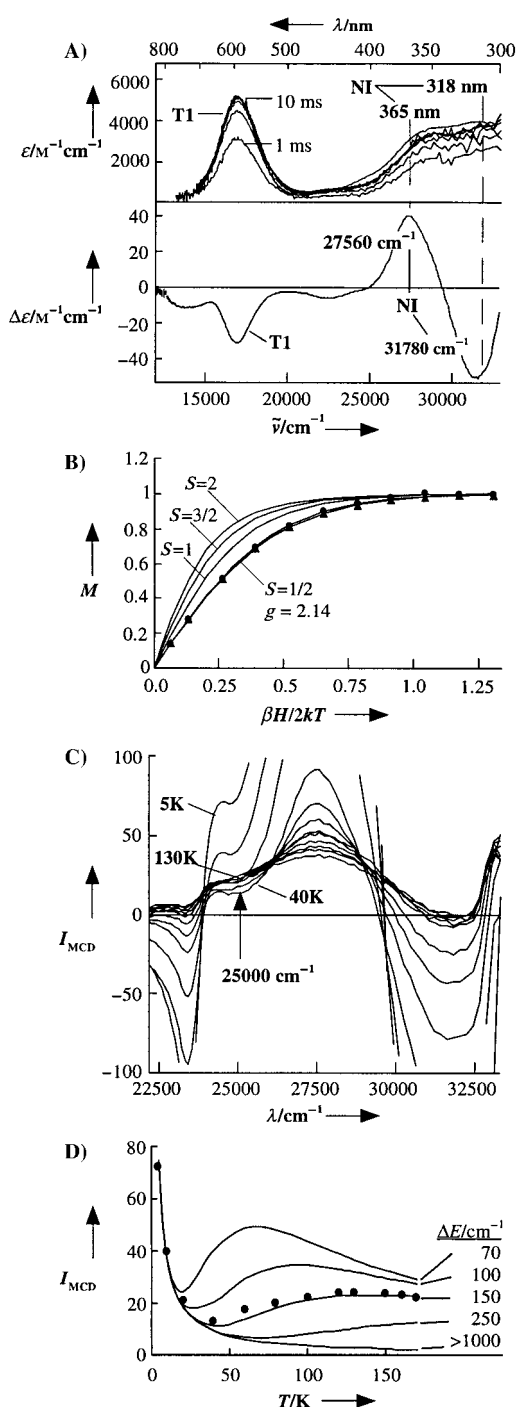 λ/nm
800 700 600 500 400 350 300
A)
6000
4000
2000
ε/M⁻¹cm⁻¹
T1
10 ms
1 ms
NI
318 nm
365 nm
40
20
0
−20
−40
Δε/M⁻¹cm⁻¹
27560 cm⁻¹
NI
31780 cm⁻¹
T1
15000 20000 25000 30000
ṽ/cm⁻¹
B)
1.2
1
0.8
0.6
0.4
0.2
0
M
S=2
S=3/2
S=1
S=1/2
g = 2.14
0.0 0.25 0.50 0.75 1.0 1.25
βH/2kT
C)
100
50
0
−50
−100
I MCD
5K
130K
40K
25000 cm⁻¹
22500 25000 27500 30000 32500
λ/cm⁻¹
D)
80
60
40
20
0
I MCD
ΔE/cm⁻¹
70
100
150
250
>1000
0 50 100 150
T/K